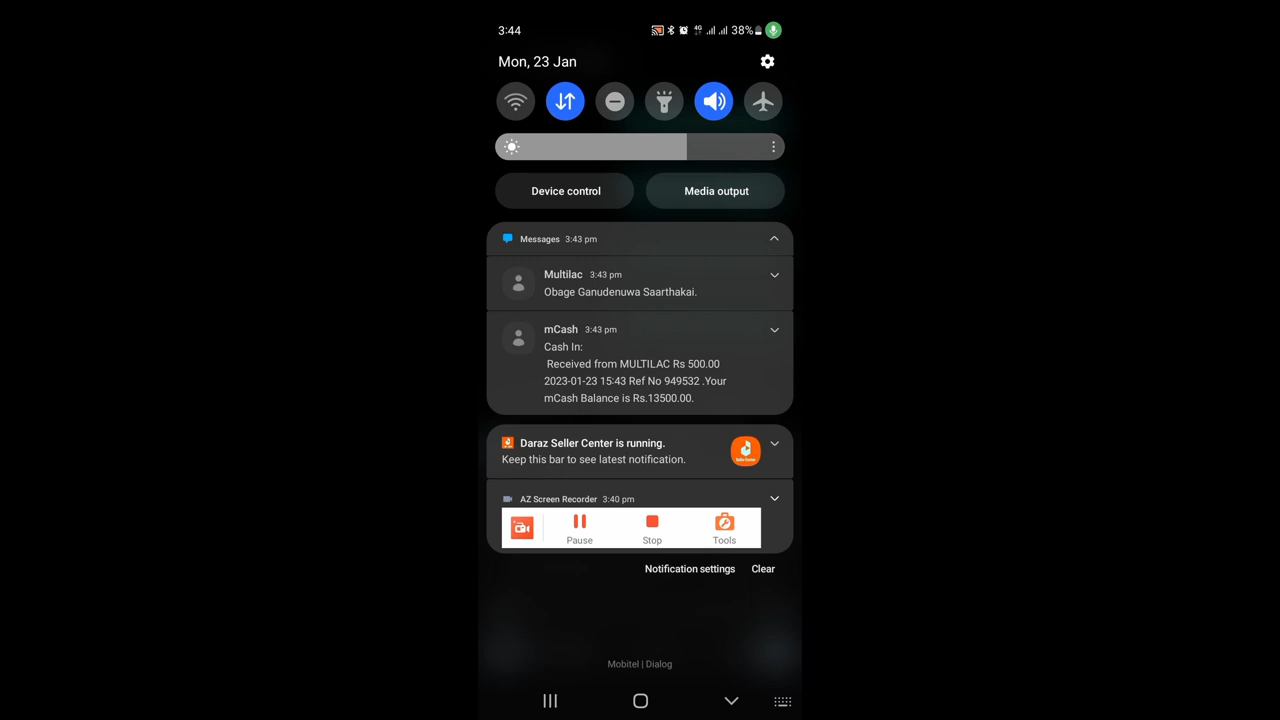 3:44
4G
38%
Mon, 23 Jan
Device control
Media output
Messages 3:43 pm
Multilac 3:43 pm
Obage Ganudenuwa Saarthakai.
mCash 3:43 pm
Cash In:
Received from MULTILAC Rs 500.00
2023-01-23 15:43 Ref No 949532 .Your
mCash Balance is Rs.13500.00.
Daraz Seller Center is running.
Keep this bar to see latest notification.
Seller Center
AZ Screen Recorder 3:40 pm
Pause
Stop
Tools
Notification settings
Clear
Mobitel | Dialog